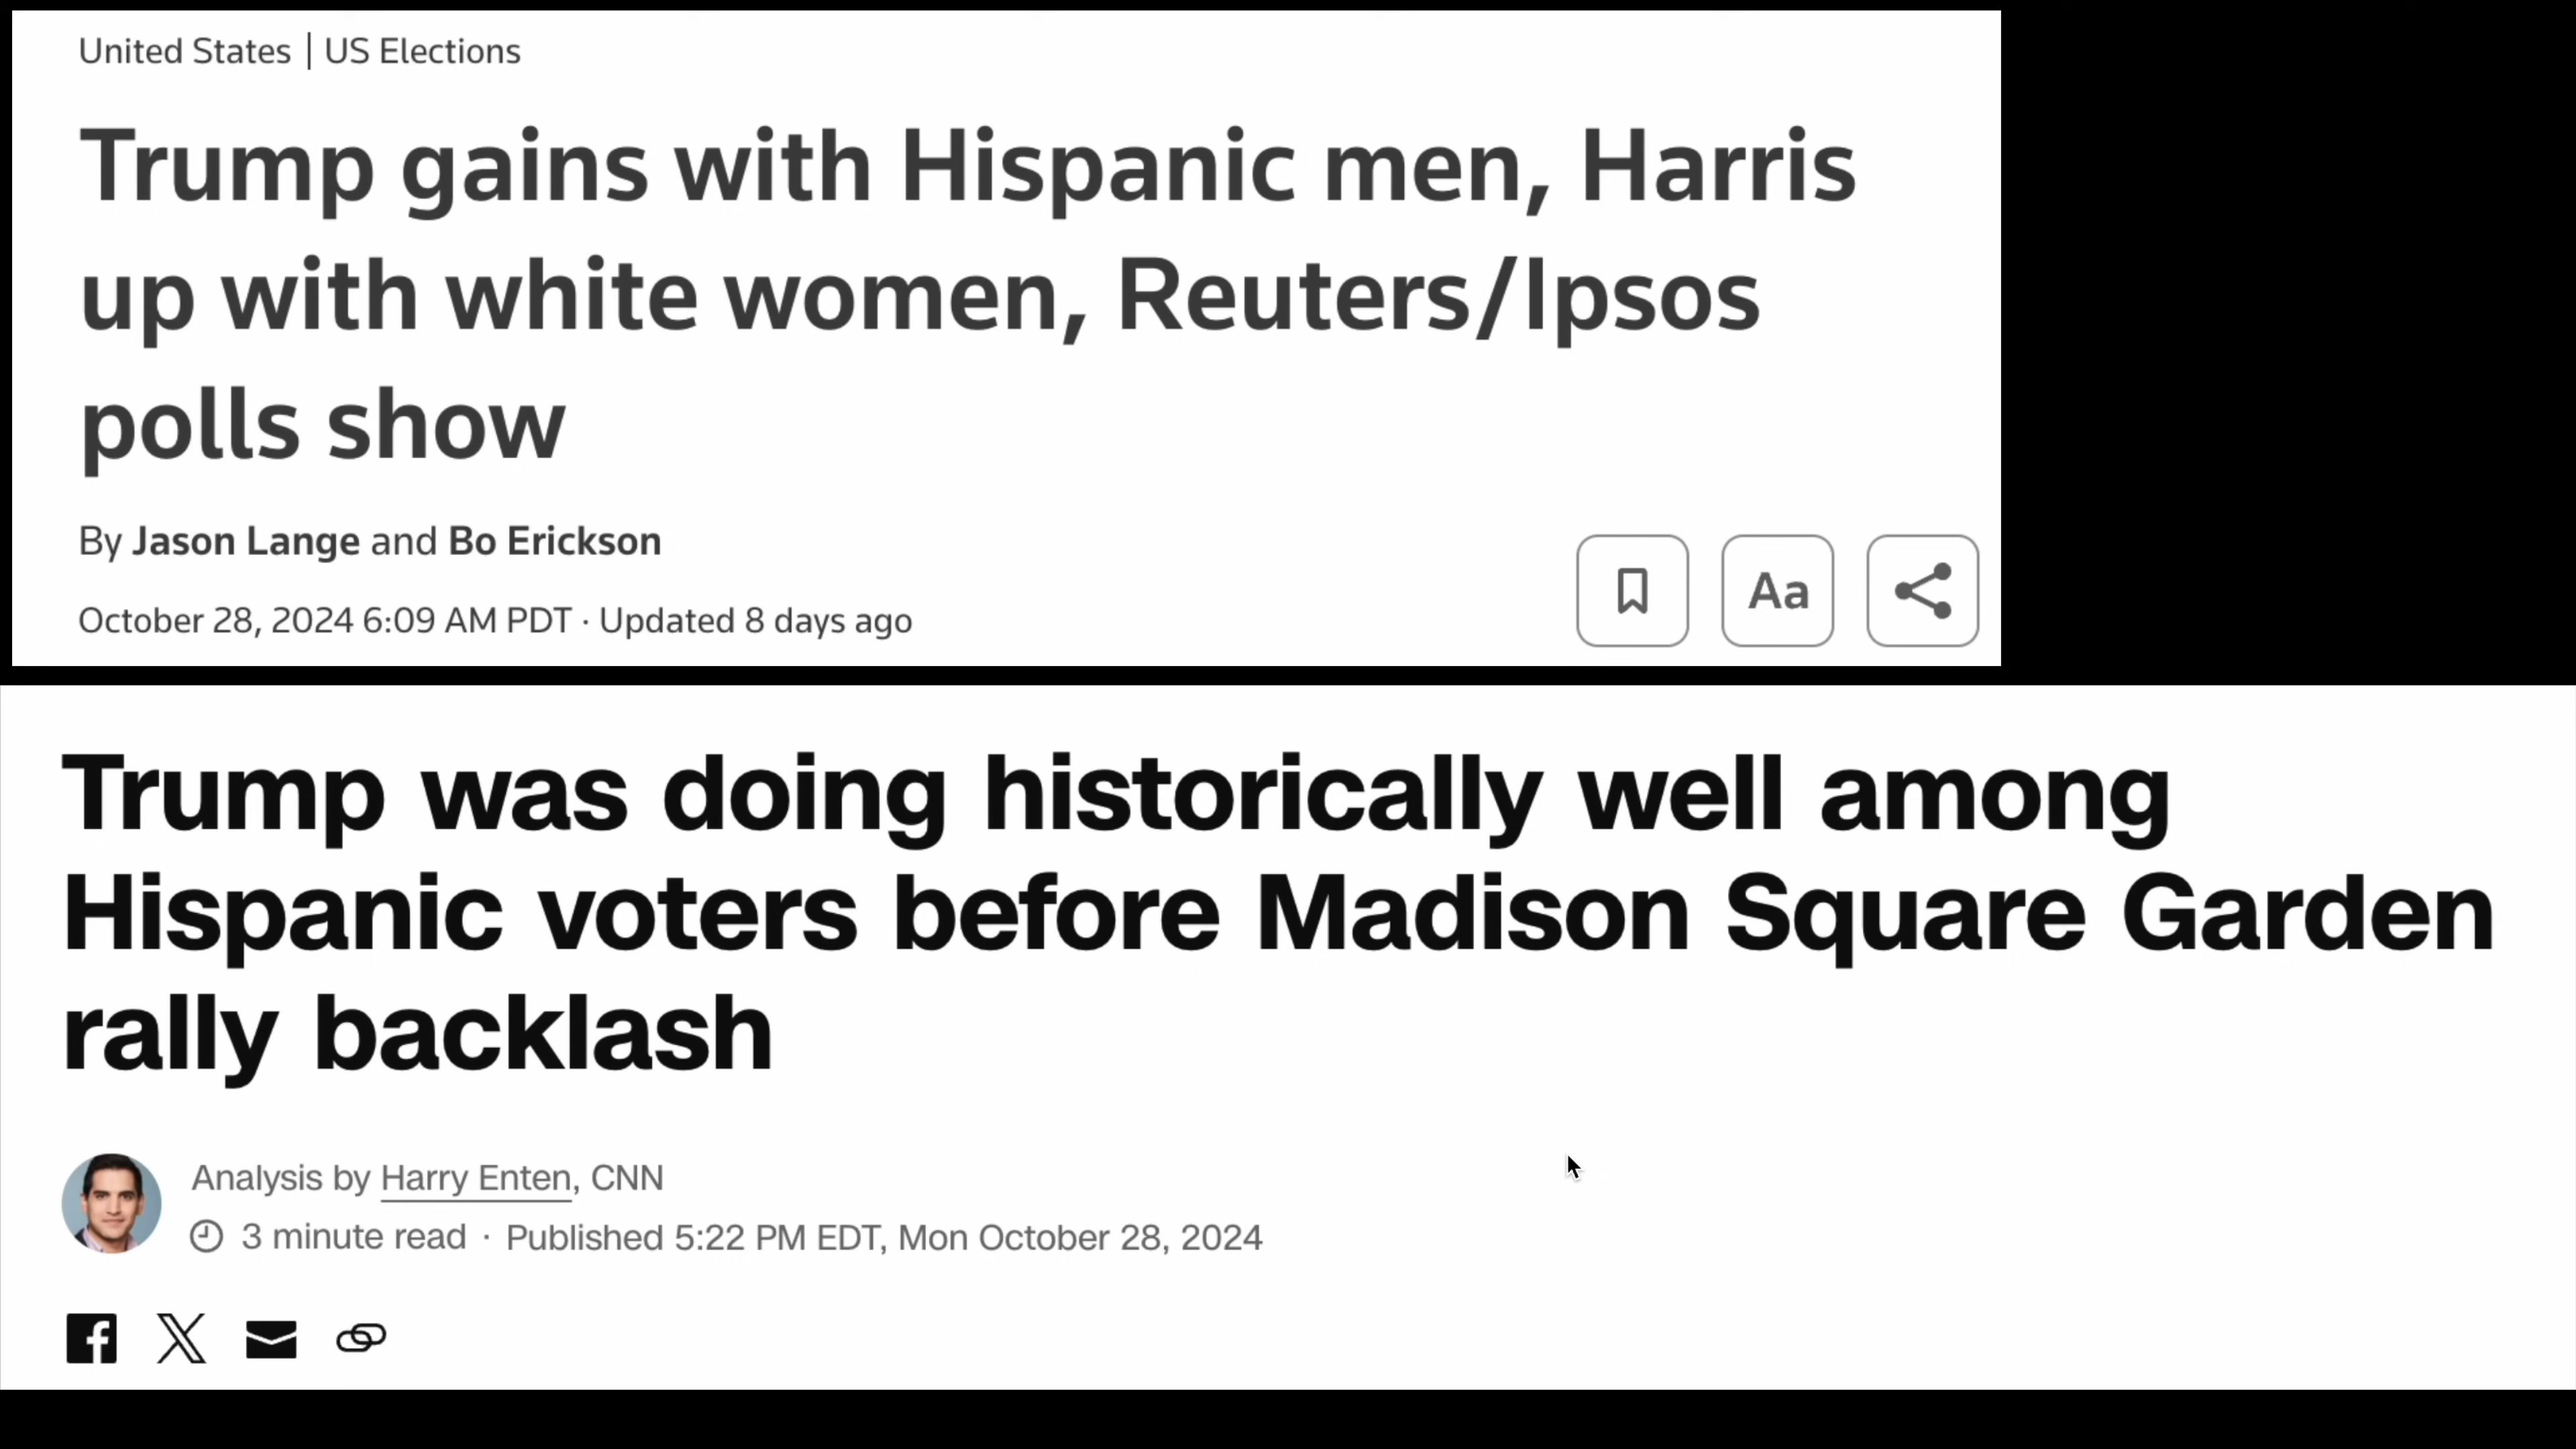 United States | US Elections
Trump gains with Hispanic men, Harris
up with white women, Reuters/Ipsos
polls show
By Jason Lange and Bo Erickson
October 28, 2024 6:09 AM PDT · Updated 8 days ago
Aa
Trump was doing historically well among
Hispanic voters before Madison Square Garden
rally backlash
Analysis by Harry Enten, CNN
3 minute read · Published 5:22 PM EDT, Mon October 28, 2024